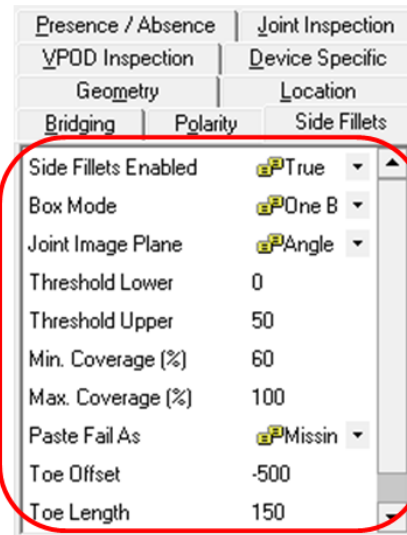 Presence / Absence Joint Inspection
VPOD Inspection Device Specific
Geometry Location
Bridging Polarity Side Fillets
Side Fillets Enabled True
Box Mode One B
Joint Image Plane Angle
Threshold Lower 0
Threshold Upper 50
Min. Coverage (%) 60
Max. Coverage (%) 100
Paste Fail As Missin
Toe Offset -500
Toe Length 150